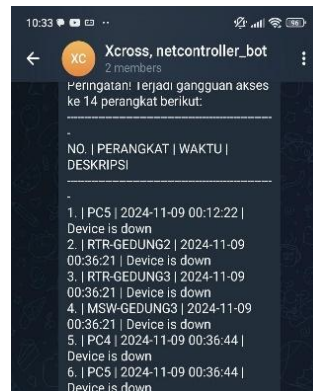 10:33
96
XC
Xcross, netcontroller_bot
2 members
Peringatan! Terjadi gangguan akses
ke 14 perangkat berikut:
-
NO. | PERANGKAT | WAKTU |
DESKRIPSI
-
1. | PC5 | 2024-11-09 00:12:22 |
Device is down
2. | RTR-GEDUNG2 | 2024-11-09
00:36:21 | Device is down
3. | RTR-GEDUNG3 | 2024-11-09
00:36:21 | Device is down
4. | MSW-GEDUNG3 | 2024-11-09
00:36:21 | Device is down
5. | PC4 | 2024-11-09 00:36:44 |
Device is down
6. | PC5 | 2024-11-09 00:36:44 |
Device is down